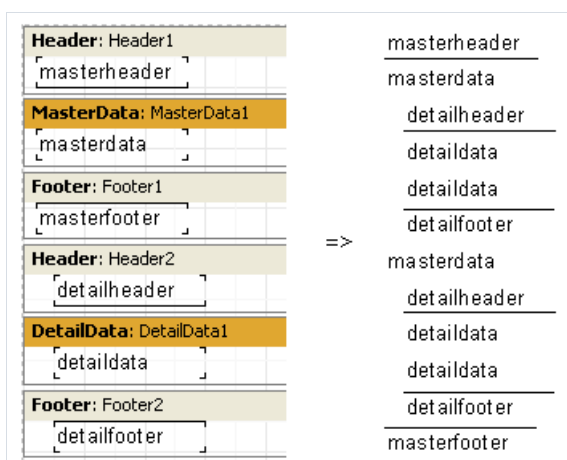 Header: Header1
masterheader
MasterData: MasterData1
masterdata
Footer: Footer1
masterfooter
Header: Header2
detailheader
DetailData: DetailData1
detaildata
Footer: Footer2
detailfooter
=>
masterheader
masterdata
detailheader
detaildata
detaildata
detailfooter
masterdata
detailheader
detaildata
detaildata
detailfooter
masterfooter